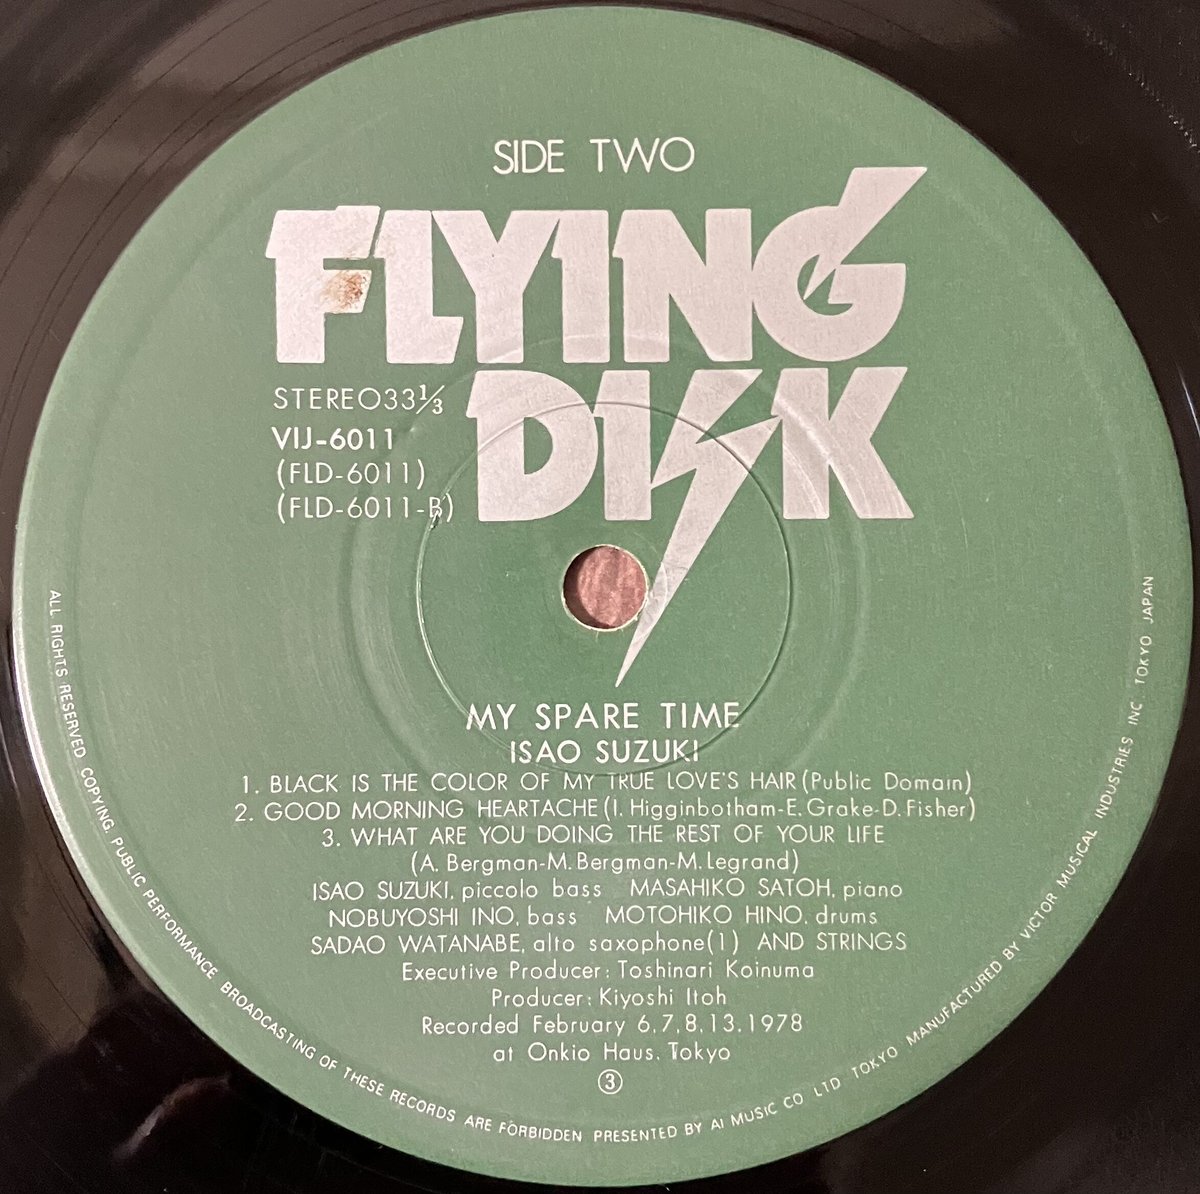 SIDE TWO
FLYING
DISK
STEREO 33⅓
VIJ-6011
(FLD-6011)
(FLD-6011-B)
MY SPARE TIME
ISAO SUZUKI
1. BLACK IS THE COLOR OF MY TRUE LOVE'S HAIR (Public Domain)
2. GOOD MORNING HEARTACHE (I. Higginbotham-E. Grake-D. Fisher)
3. WHAT ARE YOU DOING THE REST OF YOUR LIFE
(A. Bergman-M. Bergman-M. Legrand)
ISAO SUZUKI, piccolo bass MASAHIKO SATOH, piano
NOBUYOSHI INO, bass MOTOHIKO HINO, drums
SADAO WATANABE, alto saxophone(1) AND STRINGS
Executive Producer: Toshinari Koinuma
Producer: Kiyoshi Itoh
Recorded February 6,7,8,13,1978
at Onkio Haus, Tokyo
③
ALL RIGHTS RESERVED COPYING, PUBLIC PERFORMANCE BROADCASTING OF THESE RECORDS ARE FORBIDDEN PRESENTED BY AI MUSIC CO LTD TOKYO MANUFACTURED BY VICTOR MUSICAL INDUSTRIES INC TOKYO JAPAN